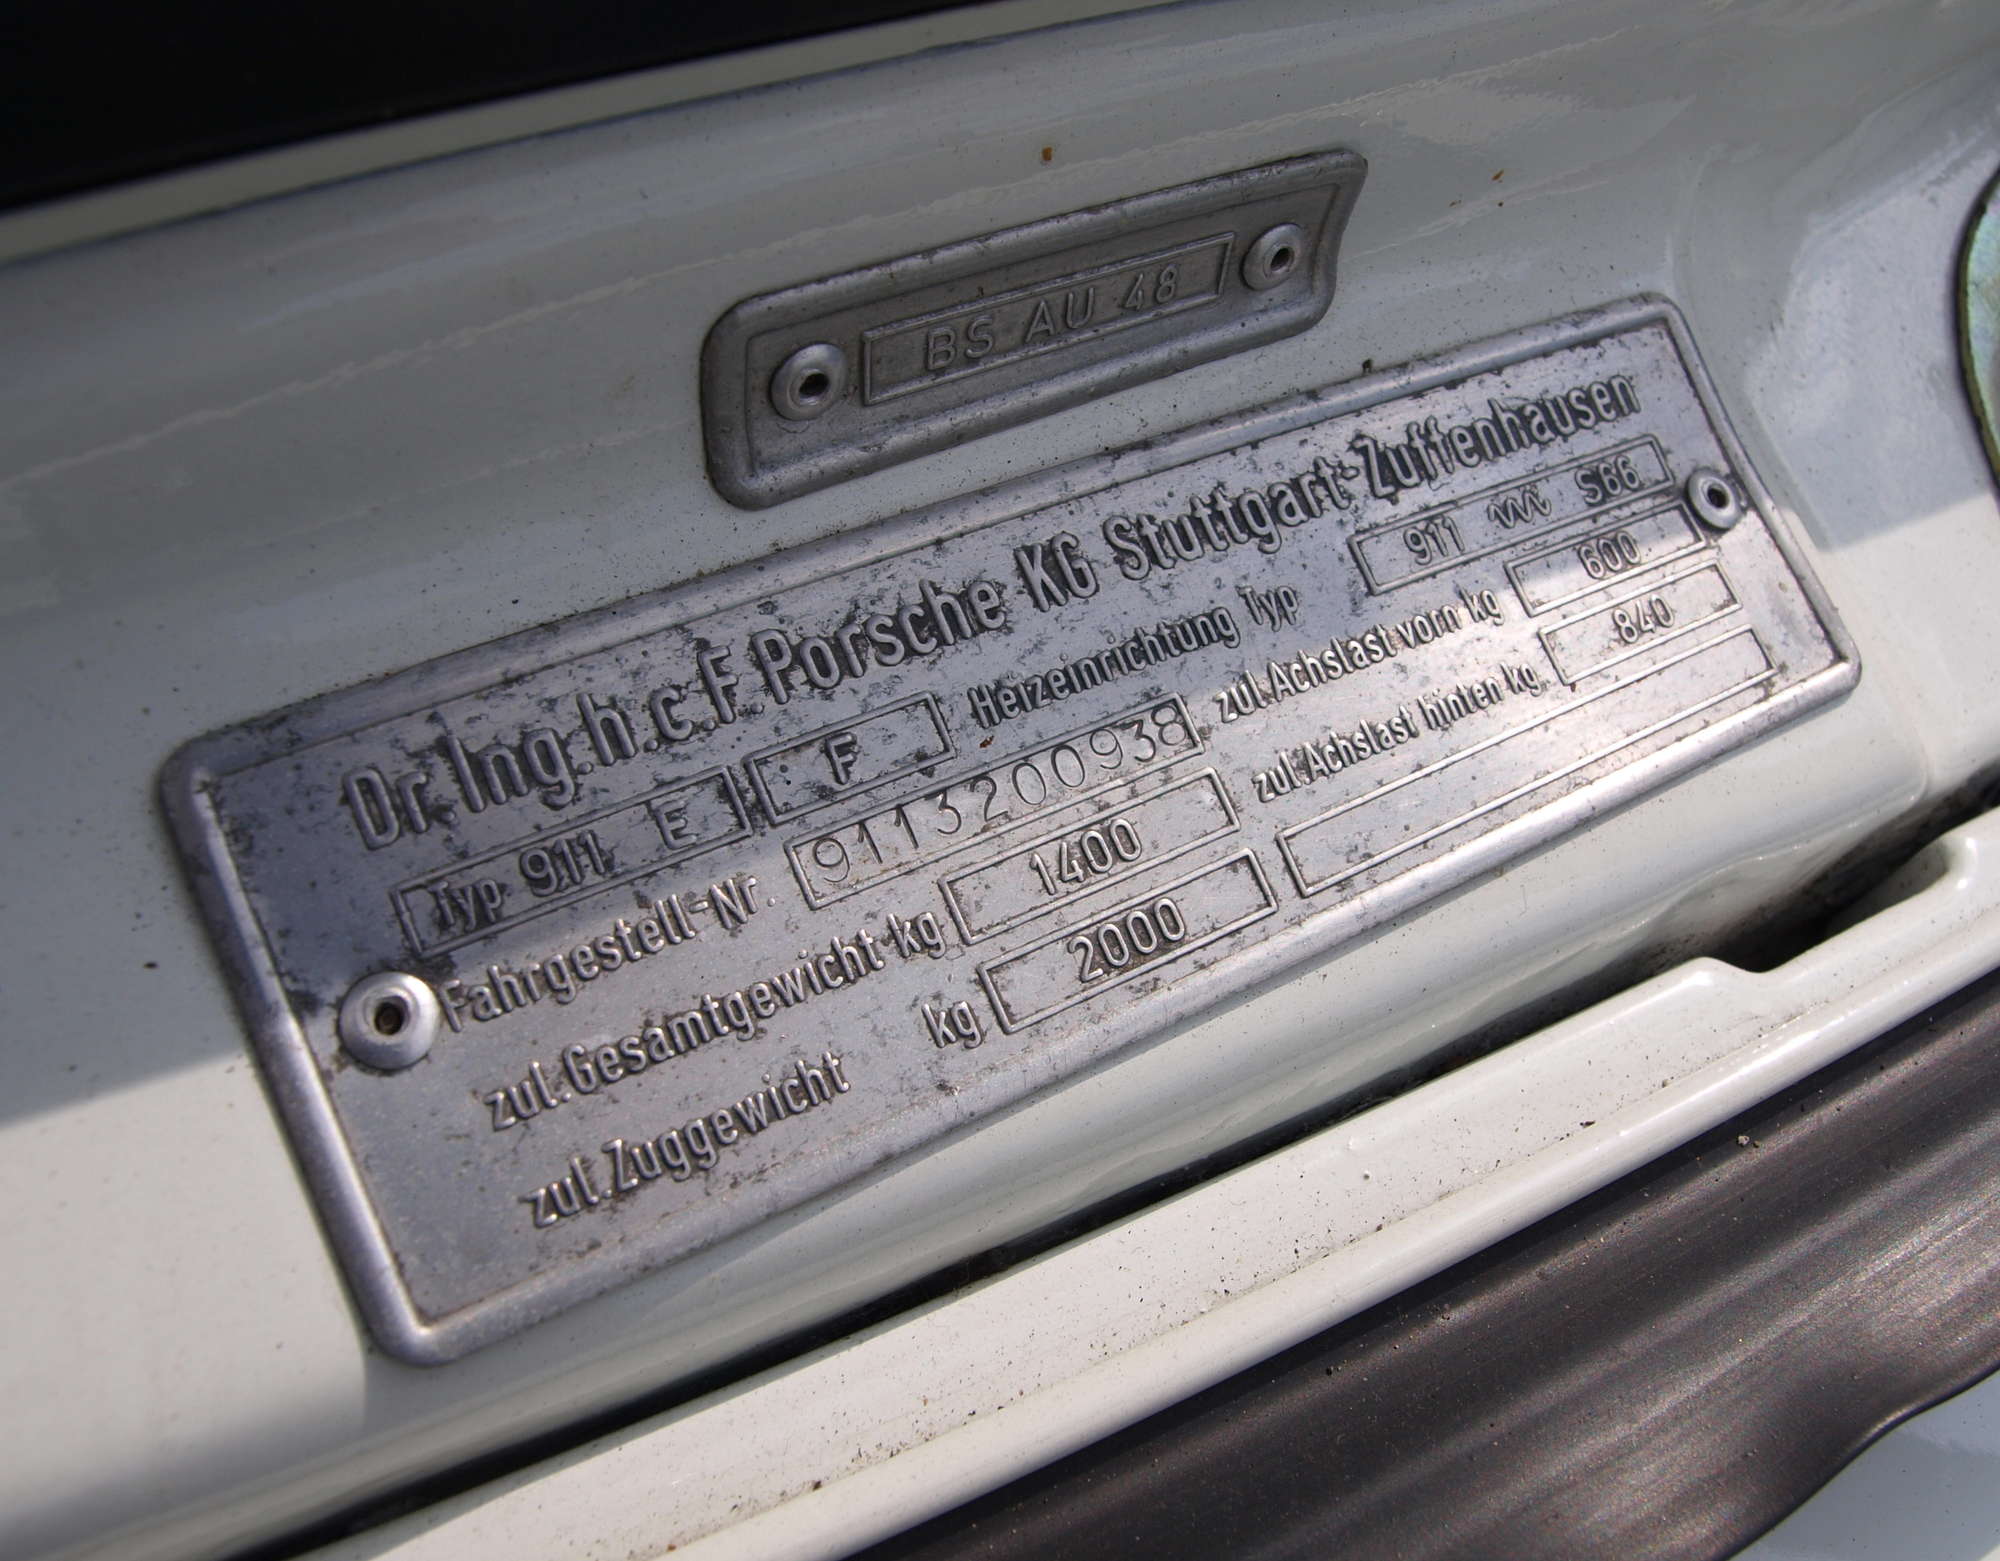 BS AU 48
Dr. Ing. h. c. F. Porsche KG Stuttgart-Zuffenhausen
Typ 911 E F Heizeinrichtung Typ 911 S66
Fahrgestell-Nr. 9113200938 zul. Achslast vorn kg 600
zul. Gesamtgewicht kg 1400 zul. Achslast hinten kg 840
zul. Zuggewicht kg 2000